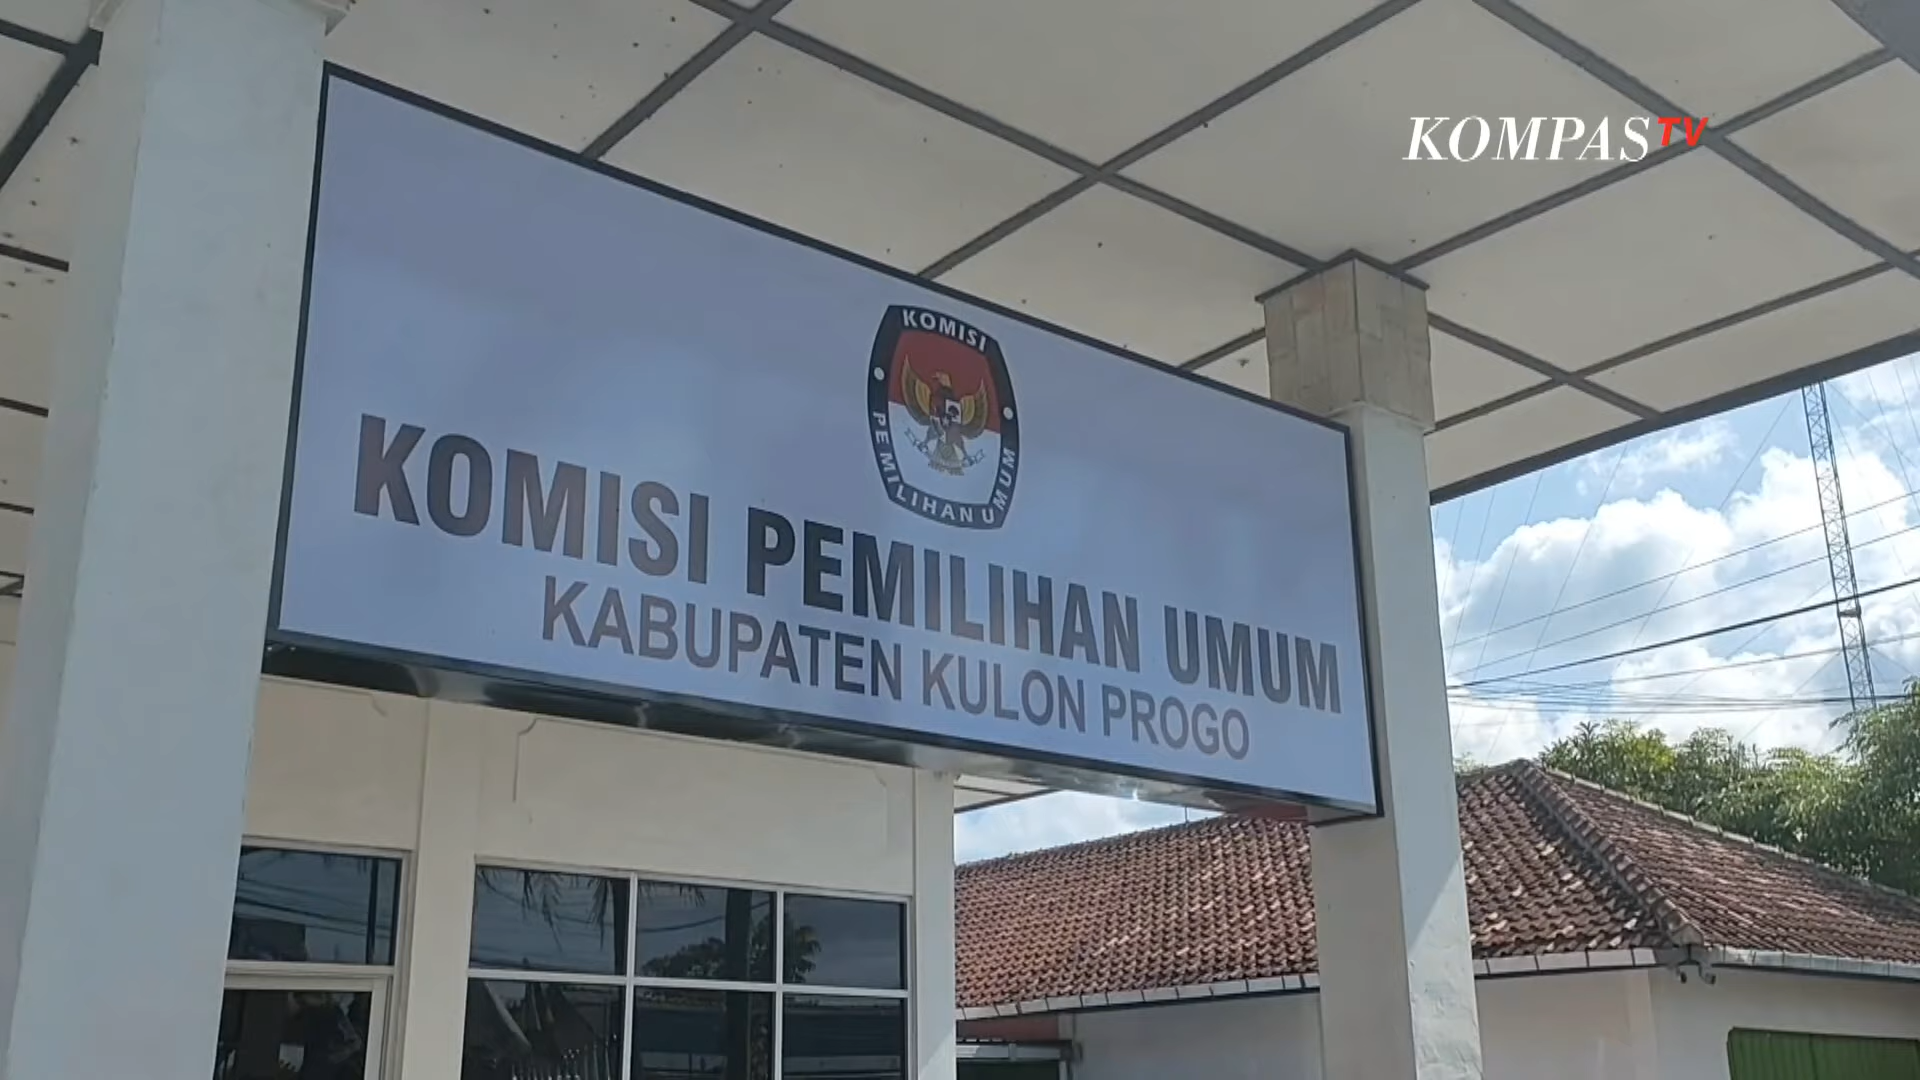 KOMPASTV
KOMISI
PEMILIHAN UMUM
KOMISI PEMILIHAN UMUM
KABUPATEN KULON PROGO